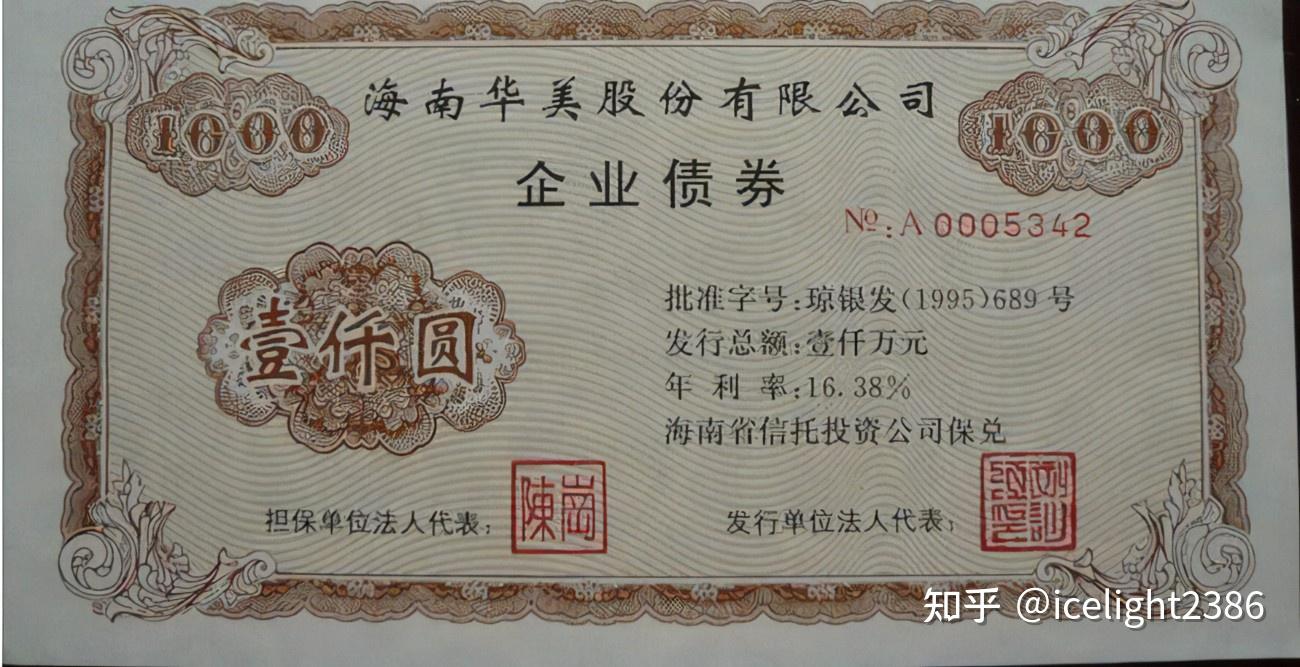 海南华美股份有限公司
1000
1000
企业债券
№:A 0005342
壹仟圆
批准字号:琼银发(1995)689号
发行总额:壹仟万元
年利率:16.38%
海南省信托投资公司保兑
担保单位法人代表:
发行单位法人代表:
知乎 @icelight2386